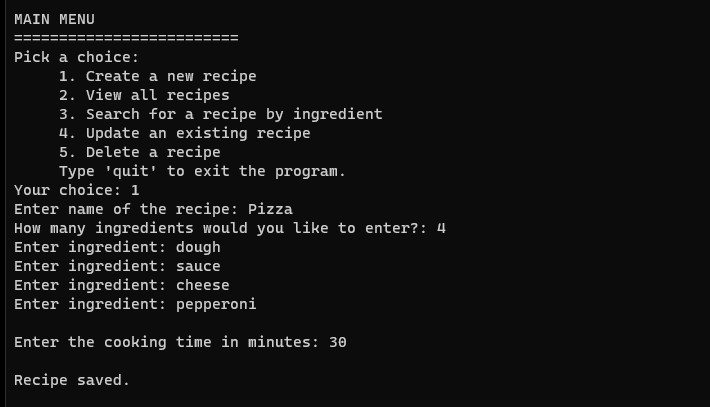 MAIN MENU
=========================
Pick a choice:
1. Create a new recipe
2. View all recipes
3. Search for a recipe by ingredient
4. Update an existing recipe
5. Delete a recipe
Type 'quit' to exit the program.
Your choice: 1
Enter name of the recipe: Pizza
How many ingredients would you like to enter?: 4
Enter ingredient: dough
Enter ingredient: sauce
Enter ingredient: cheese
Enter ingredient: pepperoni
Enter the cooking time in minutes: 30
Recipe saved.